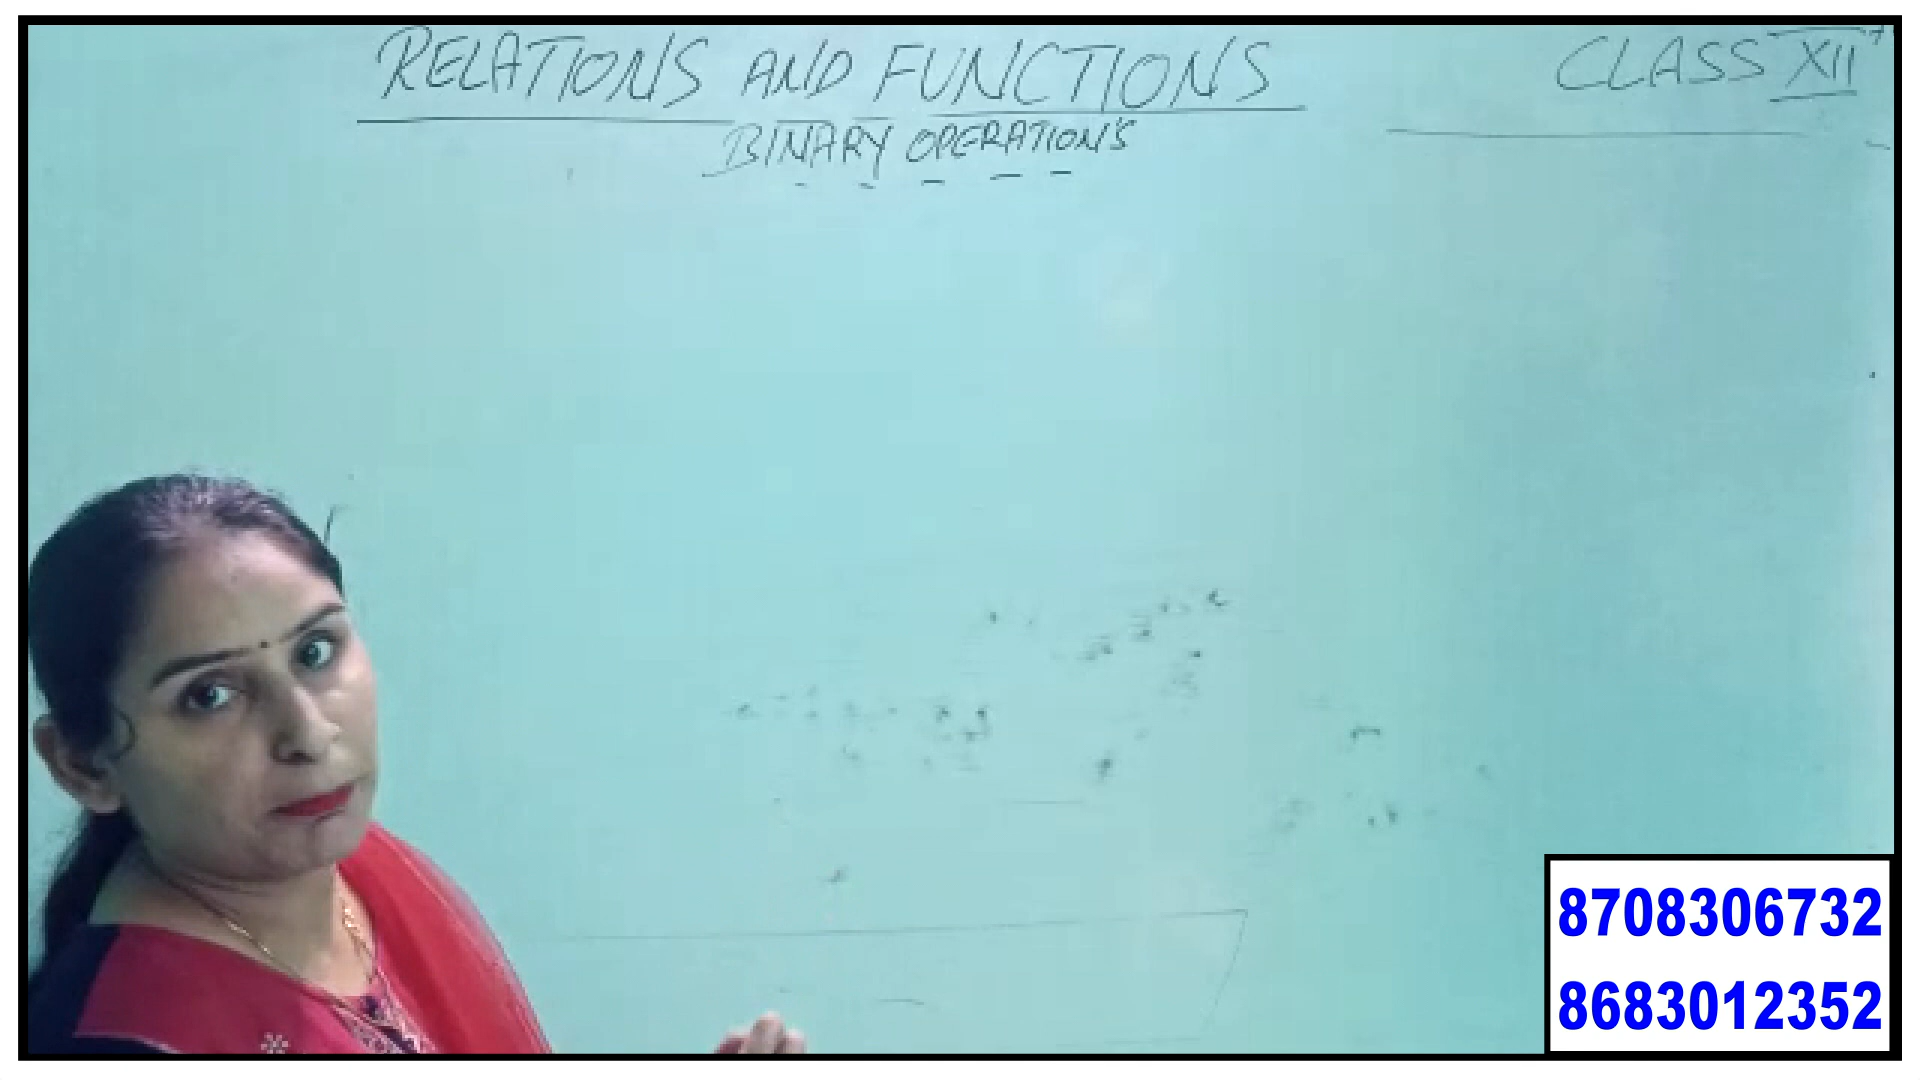 RELATIONS AND FUNCTIONS
CLASS XII
BINARY OPERATIONS
8708306732
8683012352